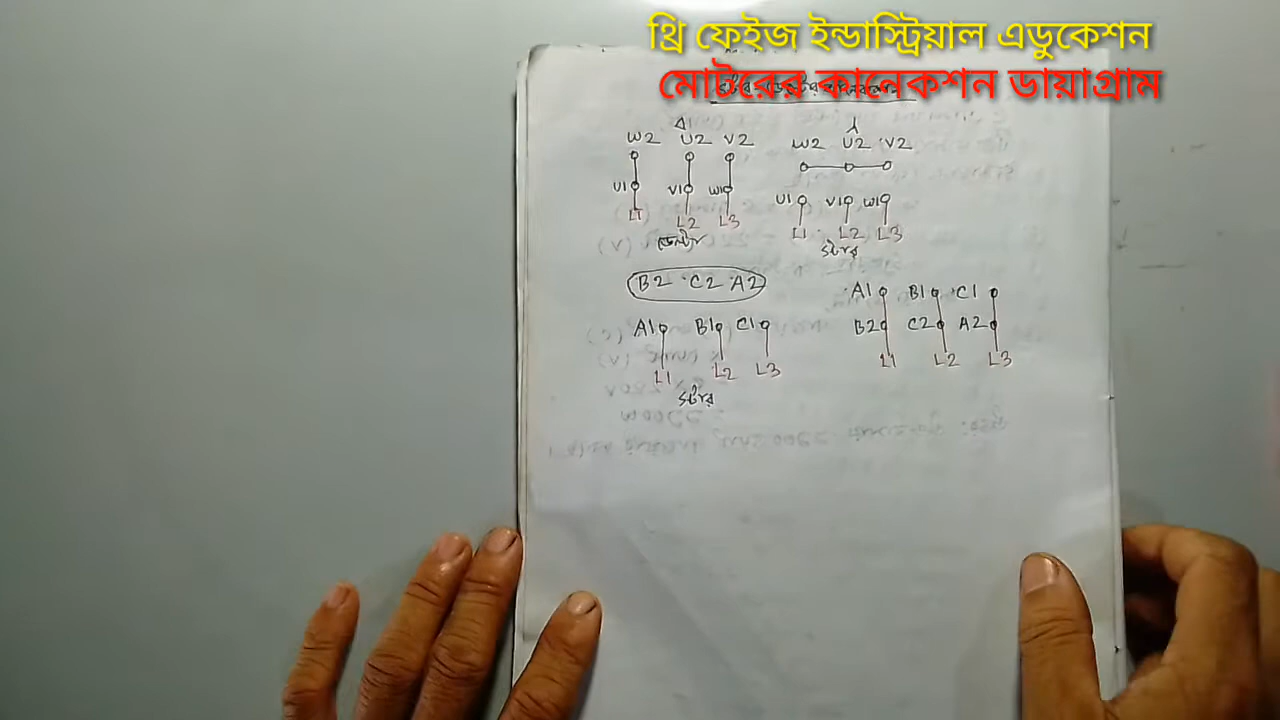 থ্রি ফেইজ ইন্ডাস্ট্রিয়াল এডুকেশন
মোটরের কানেকশন ডায়াগ্রাম
Δ
W2 U2 V2
U1 V1 W1
L1 L2 L3
ডেল্টা
W2 U2 V2
U1 V1 W1
L1 L2 L3
স্টার
B2 C2 A2
A1 B1 C1
L1 L2 L3
স্টার
A1 B1 C1
B2 C2 A2
L1 L2 L3